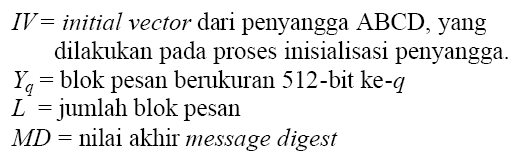 IV = initial vector dari penyangga ABCD, yang
dilakukan pada proses inisialisasi penyangga.
Yq = blok pesan berukuran 512-bit ke-q
L = jumlah blok pesan
MD = nilai akhir message digest